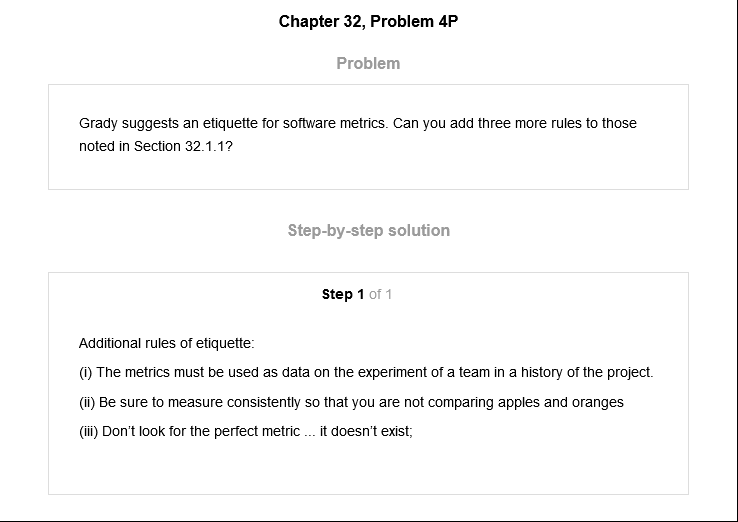 Chapter 32, Problem 4P
Problem
Grady suggests an etiquette for software metrics. Can you add three more rules to those
noted in Section 32.1.1?
Step-by-step solution
Step 1 of 1
Additional rules of etiquette:
(i) The metrics must be used as data on the experiment of a team in a history of the project.
(ii) Be sure to measure consistently so that you are not comparing apples and oranges
(iii) Don’t look for the perfect metric ... it doesn’t exist;